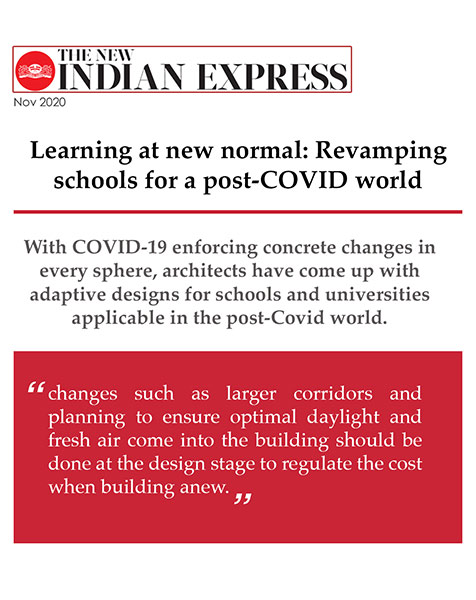 THE NEW
INDIAN EXPRESS
Nov 2020
Learning at new normal: Revamping
schools for a post-COVID world
With COVID-19 enforcing concrete changes in
every sphere, architects have come up with
adaptive designs for schools and universities
applicable in the post-Covid world.
“changes such as larger corridors and
planning to ensure optimal daylight and
fresh air come into the building should be
done at the design stage to regulate the cost
when building anew.”